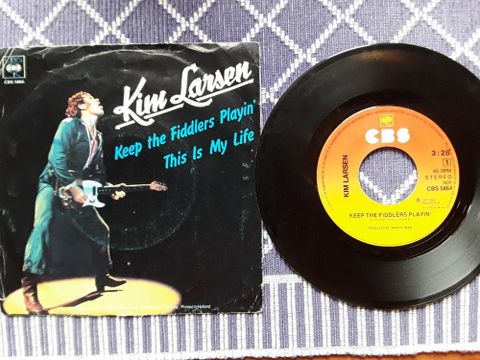 CBS
CBS 5864
Kim Larsen
Keep the Fiddlers Playin'
This Is My Life
Printed in Holland
CBS
3:28
1
45 RPM
STEREO
CBS 5864
KIM LARSEN
KEEP THE FIDDLERS PLAYIN'